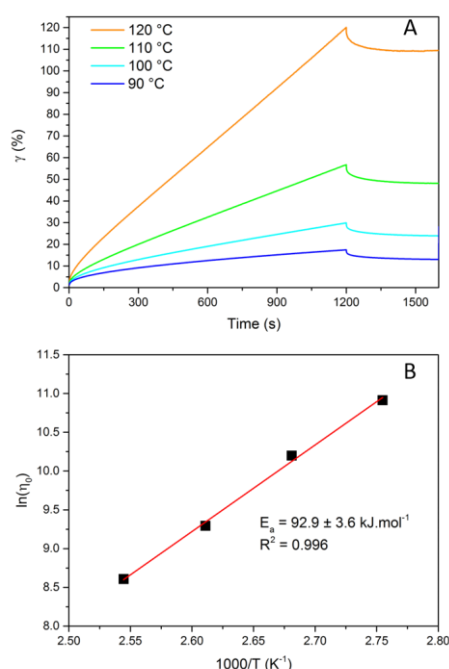 A
120 °C
110 °C
100 °C
90 °C
120
110
100
90
80
70
60
50
40
30
20
10
0
γ (%)
0 300 600 900 1200 1500
Time (s)
B
11.5
11.0
10.5
10.0
9.5
9.0
8.5
8.0
ln(η₀)
Eₐ = 92.9 ± 3.6 kJ.mol⁻¹
R² = 0.996
2.50 2.55 2.60 2.65 2.70 2.75 2.80
1000/T (K⁻¹)